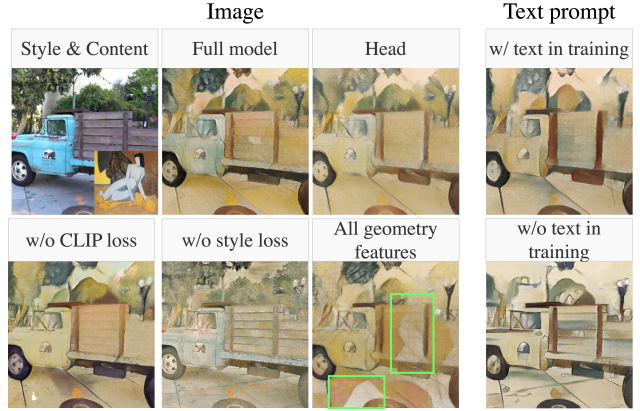 Image
Text prompt
Style & Content
Full model
Head
w/ text in training
w/o CLIP loss
w/o style loss
All geometry
features
w/o text in
training